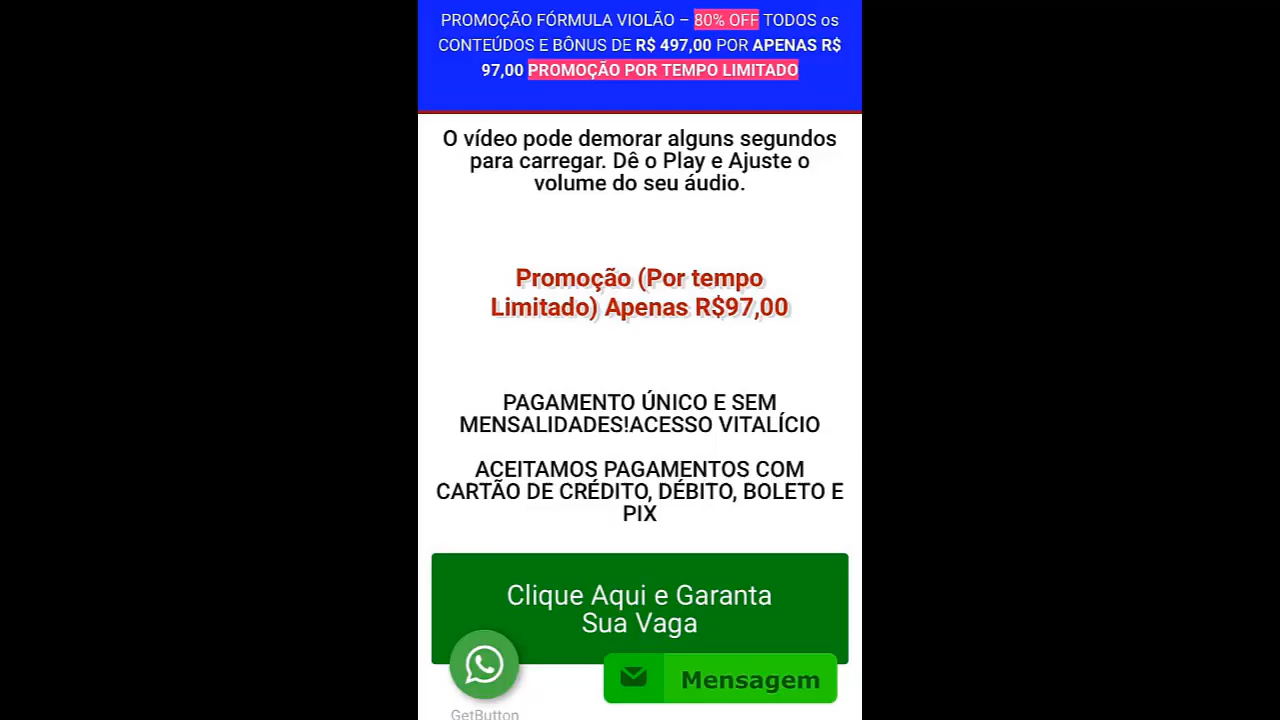 PROMOÇÃO FÓRMULA VIOLÃO – 80% OFF TODOS os
CONTEÚDOS E BÔNUS DE R$ 497,00 POR APENAS R$
97,00 PROMOÇÃO POR TEMPO LIMITADO
O vídeo pode demorar alguns segundos
para carregar. Dê o Play e Ajuste o
volume do seu áudio.
Promoção (Por tempo
Limitado) Apenas R$97,00
PAGAMENTO ÚNICO E SEM
MENSALIDADES!ACESSO VITALÍCIO
ACEITAMOS PAGAMENTOS COM
CARTÃO DE CRÉDITO, DÉBITO, BOLETO E
PIX
Clique Aqui e Garanta
Sua Vaga
Mensagem
GetButton